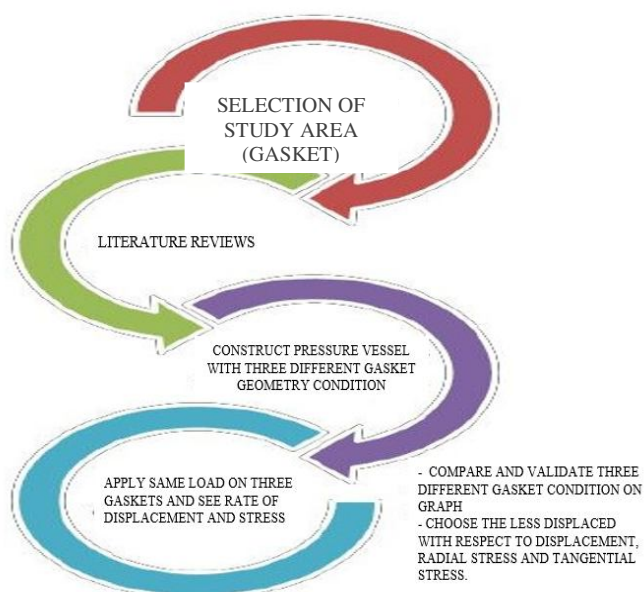 SELECTION OF
STUDY AREA
(GASKET)
LITERATURE REVIEWS
CONSTRUCT PRESSURE VESSEL
WITH THREE DIFFERENT GASKET
GEOMETRY CONDITION
APPLY SAME LOAD ON THREE
GASKETS AND SEE RATE OF
DISPLACEMENT AND STRESS
- COMPARE AND VALIDATE THREE
DIFFERENT GASKET CONDITION ON
GRAPH
- CHOOSE THE LESS DISPLACED
WITH RESPECT TO DISPLACEMENT,
RADIAL STRESS AND TANGENTIAL
STRESS.